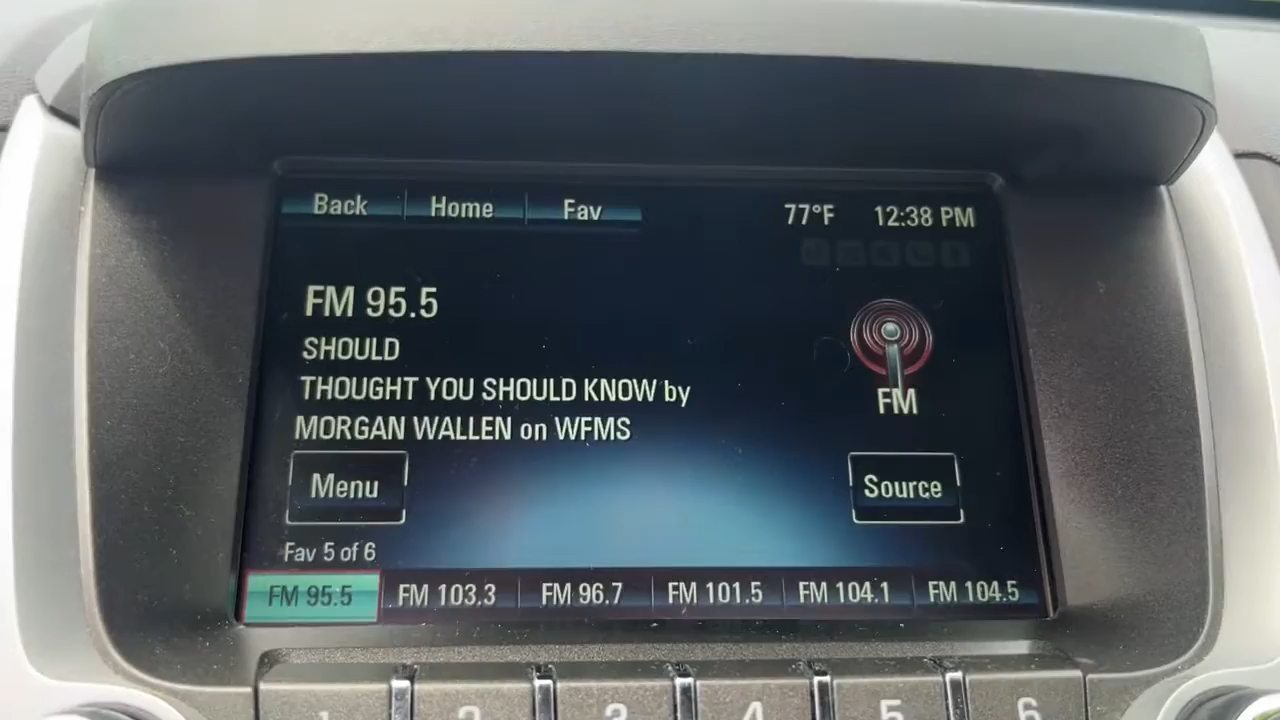 Back Home Fav 77°F 12:38 PM
FM 95.5
SHOULD
THOUGHT YOU SHOULD KNOW by
MORGAN WALLEN on WFMS
FM
Menu Source
Fav 5 of 6
FM 95.5 FM 103.3 FM 96.7 FM 101.5 FM 104.1 FM 104.5
1 2 3 4 5 6